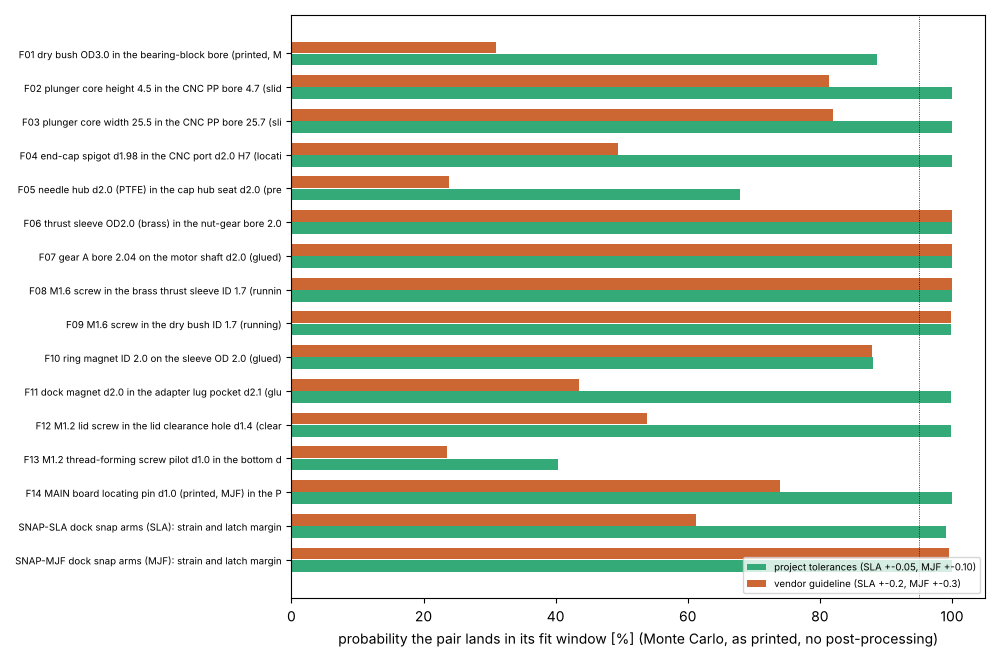 F01 dry bush OD3.0 in the bearing-block bore (printed, M
F02 plunger core height 4.5 in the CNC PP bore 4.7 (slid
F03 plunger core width 25.5 in the CNC PP bore 25.7 (sli
F04 end-cap spigot d1.98 in the CNC port d2.0 H7 (locati
F05 needle hub d2.0 (PTFE) in the cap hub seat d2.0 (pre
F06 thrust sleeve OD2.0 (brass) in the nut-gear bore 2.0
F07 gear A bore 2.04 on the motor shaft d2.0 (glued)
F08 M1.6 screw in the brass thrust sleeve ID 1.7 (runnin
F09 M1.6 screw in the dry bush ID 1.7 (running)
F10 ring magnet ID 2.0 on the sleeve OD 2.0 (glued)
F11 dock magnet d2.0 in the adapter lug pocket d2.1 (glu
F12 M1.2 lid screw in the lid clearance hole d1.4 (clear
F13 M1.2 thread-forming screw pilot d1.0 in the bottom d
F14 MAIN board locating pin d1.0 (printed, MJF) in the P
SNAP-SLA dock snap arms (SLA): strain and latch margin
SNAP-MJF dock snap arms (MJF): strain and latch margin
project tolerances (SLA +-0.05, MJF +-0.10)
vendor guideline (SLA +-0.2, MJF +-0.3)
0 20 40 60 80 100
probability the pair lands in its fit window [%] (Monte Carlo, as printed, no post-processing)